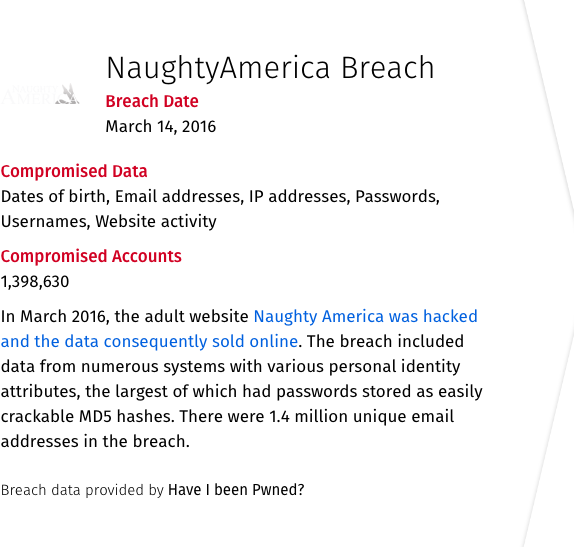 NaughtyAmerica Breach
Breach Date
March 14, 2016
Compromised Data
Dates of birth, Email addresses, IP addresses, Passwords,
Usernames, Website activity
Compromised Accounts
1,398,630
In March 2016, the adult website Naughty America was hacked
and the data consequently sold online. The breach included
data from numerous systems with various personal identity
attributes, the largest of which had passwords stored as easily
crackable MD5 hashes. There were 1.4 million unique email
addresses in the breach.
Breach data provided by Have I been Pwned?